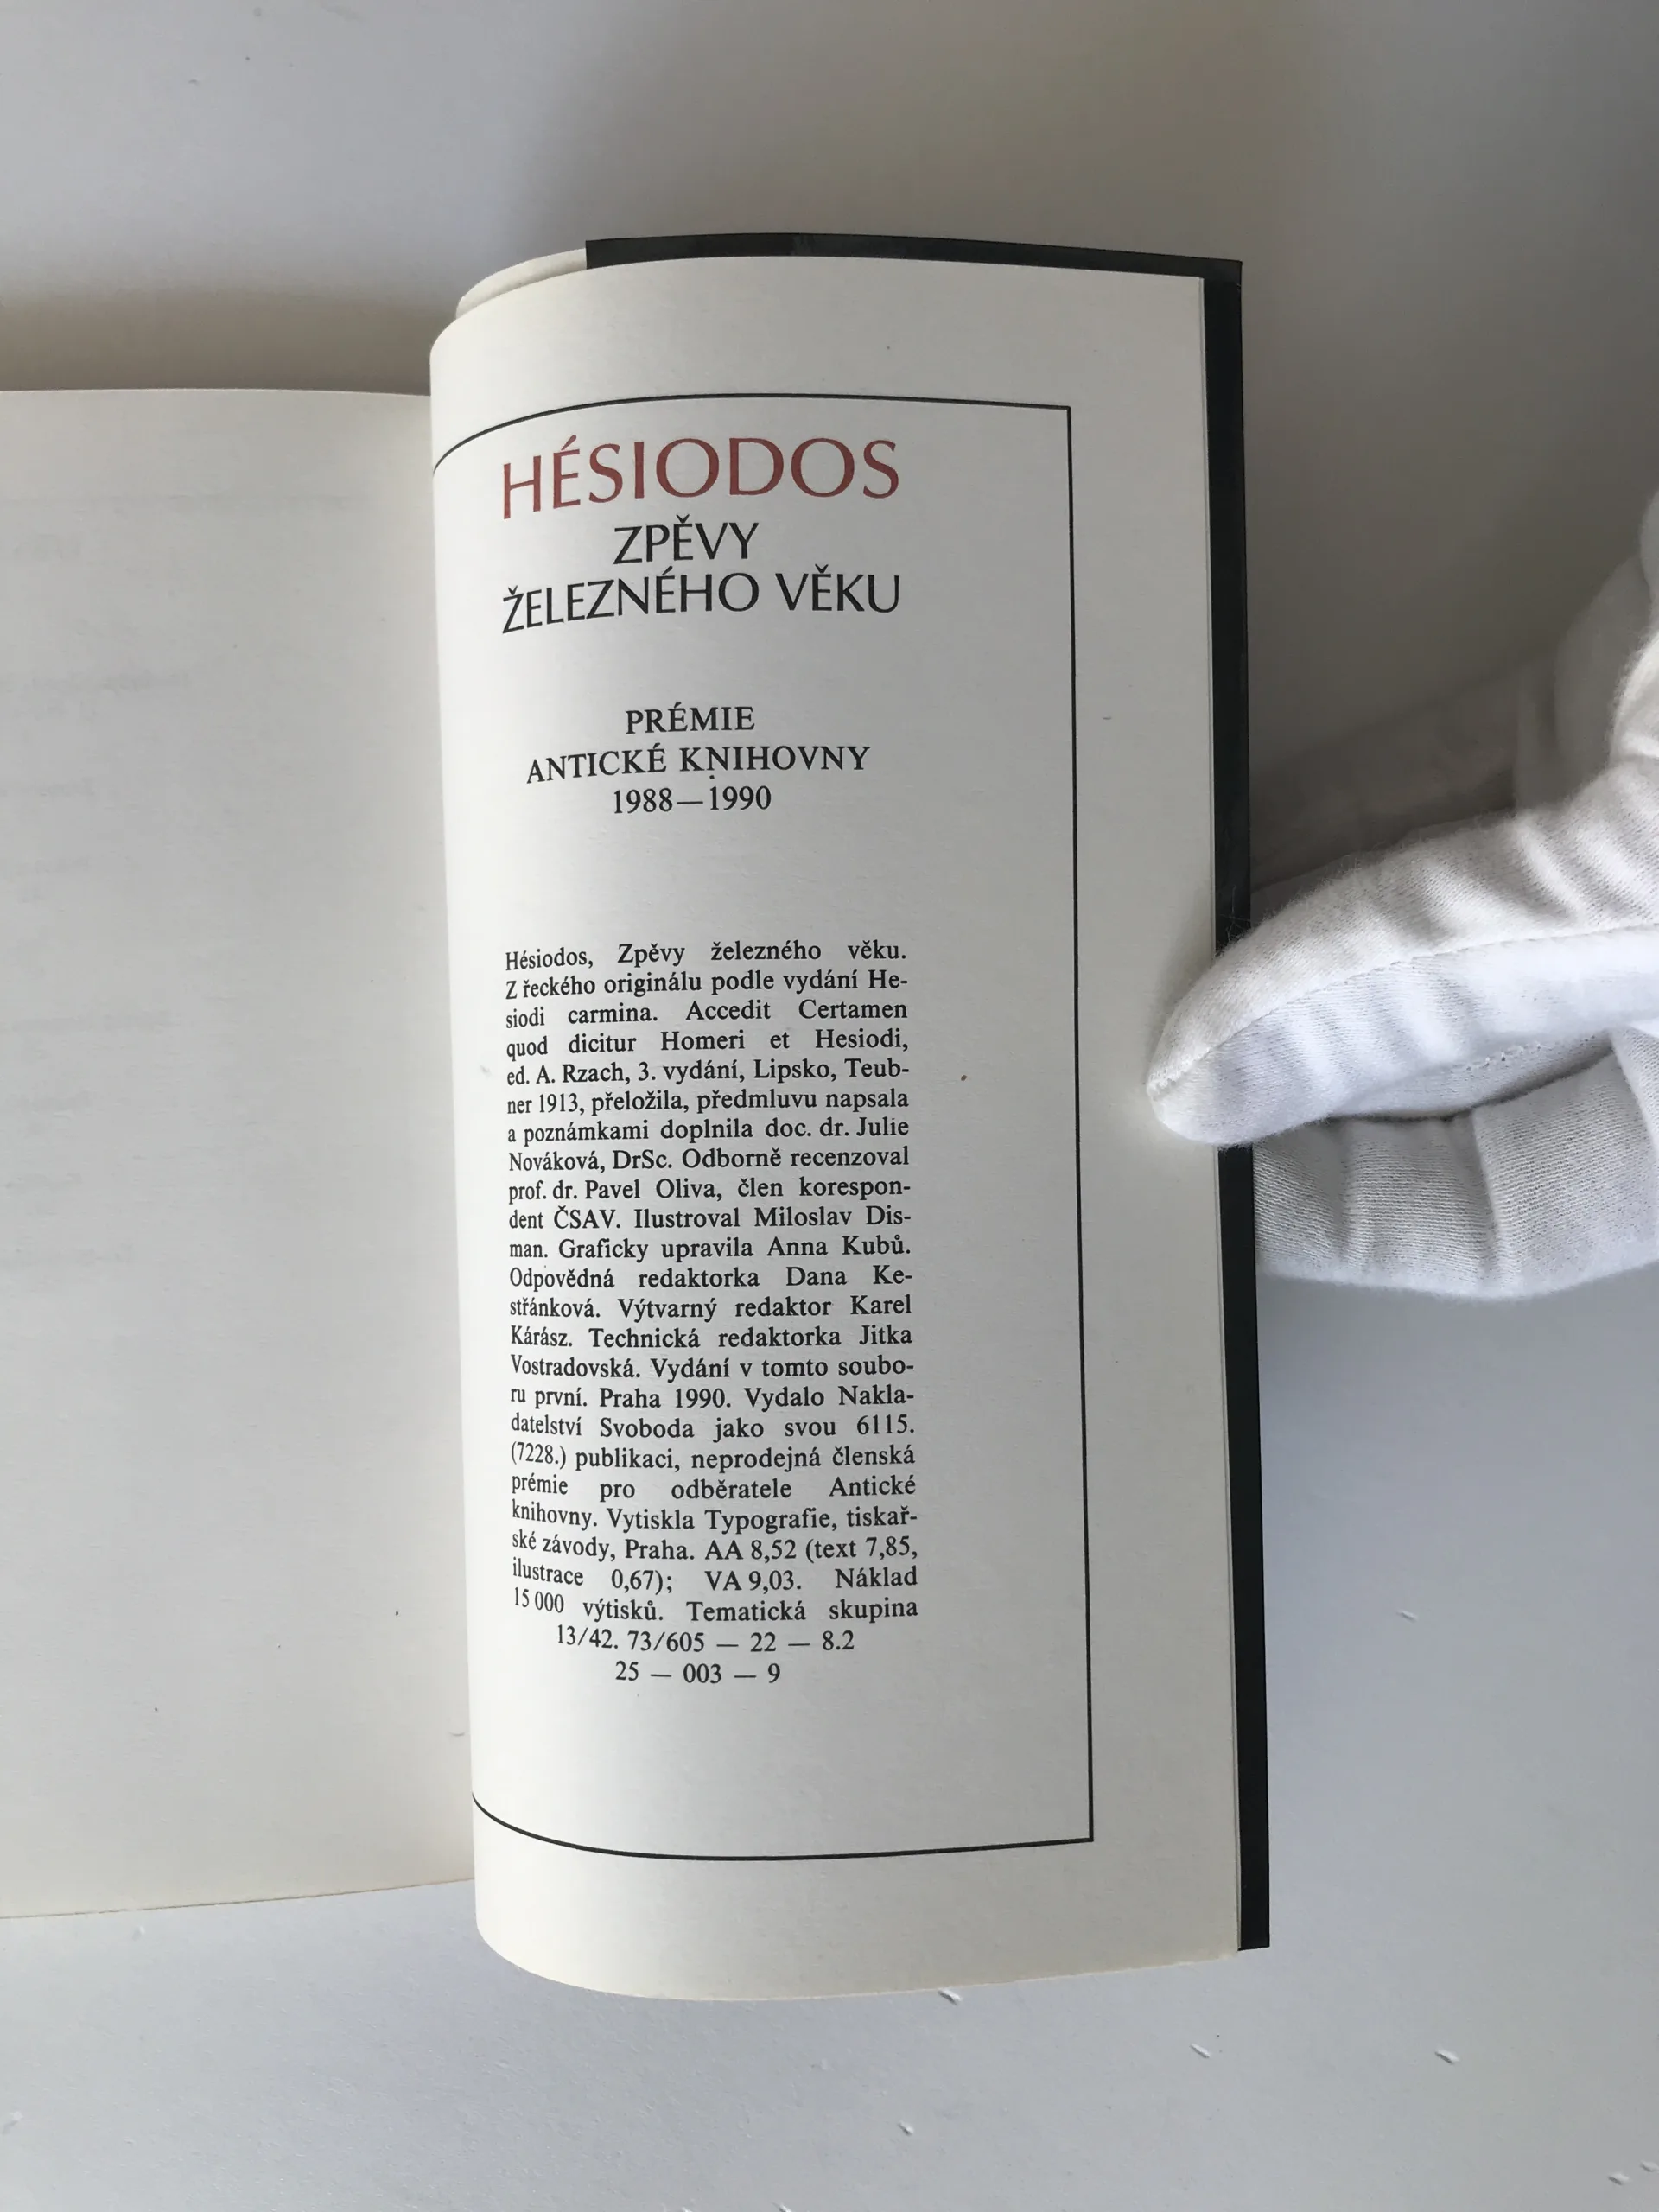 HÉSIODOS
ZPĚVY
ŽELEZNÉHO VĚKU
PRÉMIE
ANTICKÉ KNIHOVNY
1988—1990
Hésiodos, Zpěvy železného věku.
Z řeckého originálu podle vydání He-
siodi carmina. Accedit Certamen
quod dicitur Homeri et Hesiodi,
ed. A. Rzach, 3. vydání, Lipsko, Teub-
ner 1913, přeložila, předmluvu napsala
a poznámkami doplnila doc. dr. Julie
Nováková, DrSc. Odborně recenzoval
prof. dr. Pavel Oliva, člen korespon-
dent ČSAV. Ilustroval Miloslav Dis-
man. Graficky upravila Anna Kubů.
Odpovědná redaktorka Dana Ke-
střánková. Výtvarný redaktor Karel
Kárász. Technická redaktorka Jitka
Vostradovská. Vydání v tomto soubo-
ru první. Praha 1990. Vydalo Nakla-
datelství Svoboda jako svou 6115.
(7228.) publikaci, neprodejná členská
prémie pro odběratele Antické
knihovny. Vytiskla Typografie, tiskař-
ské závody, Praha. AA 8,52 (text 7,85,
ilustrace 0,67); VA 9,03. Náklad
15 000 výtisků. Tematická skupina
13/42. 73/605 — 22 — 8.2
25 — 003 — 9